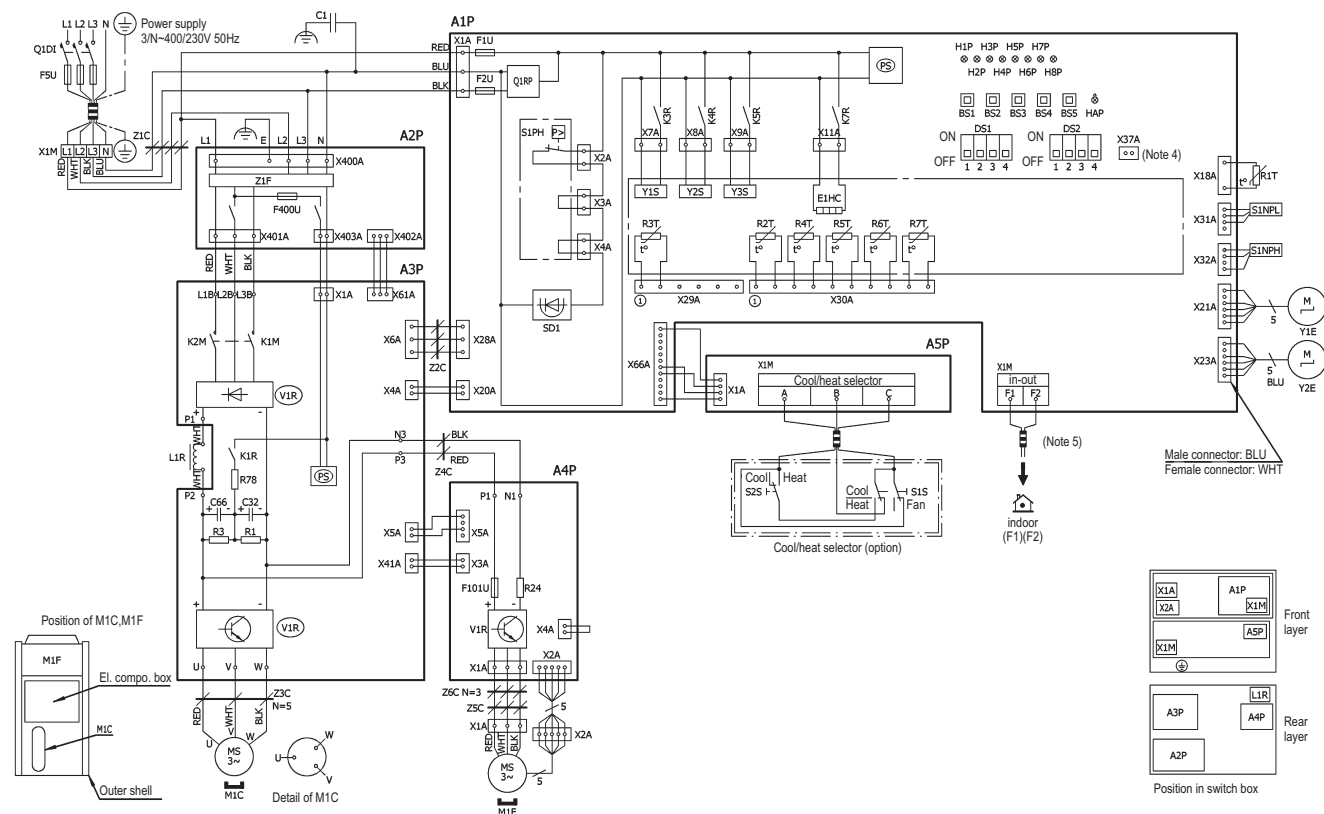 L1 L2 L3 N
Power supply
3/N~400/230V 50Hz
Q1DI
F5U
X1M L1 L2 L3 N
RED WHT BLK BLU
Z1C
C1
A1P
RED
BLU
BLK
X1A F1U
F2U
Q1RP
PS
S1PH P>
X2A
X3A
X4A
SD1
K3R K4R K5R K7R
X7A X8A X9A X11A
Y1S Y2S Y3S E1HC
R3T R2T R4T R5T R6T R7T
t° t° t° t° t° t°
1 X29A 1 X30A
H1P H3P H5P H7P
H2P H4P H6P H8P
BS1 BS2 BS3 BS4 BS5 HAP
DS1 DS2
ON ON
OFF OFF
1 2 3 4 1 2 3 4
X37A
(Note 4)
X18A t° R1T
X31A S1NPL
X32A S1NPH
X21A 5 M Y1E
X23A 5 BLU M Y2E
Male connector: BLU
Female connector: WHT
L1 E L2 L3 N
A2P
X400A
Z1F
F400U
X401A X403A X402A
RED WHT BLK
A3P
L1B L2B L3B X1A X61A
K2M K1M
V1R
+ -
P1
WHT
L1R
WHT
P2
K1R
R78
PS
+ C66 + C32
R3 R1
+ -
V1R
U V W
Z3C
N=5
RED WHT BLK
U V W
MS
3~
M1C
U W V
Detail of M1C
X6A X28A
Z2C
X4A X20A
N3 BLK
P3 RED
Z4C
X5A X5A
X41A X3A
A4P
P1 N1
F101U R24
+ -
V1R
X4A
X2A
X1A
Z6C N=3
Z5C
5
X1A X2A
RED WHT BLK
MS
3~
5
M1F
X66A
A5P
X1A
X1M
Cool/heat selector
A B C
X1M
in-out
F1 F2
(Note 5)
indoor
(F1)(F2)
Cool Heat
S2S
Cool S1S
Heat Fan
Cool/heat selector (option)
Position of M1C,M1F
M1F
El. compo. box
M1C
Outer shell
X1A
X2A
A1P
X1M
A5P
X1M
Front
layer
L1R
A3P
A4P
A2P
Rear
layer
Position in switch box